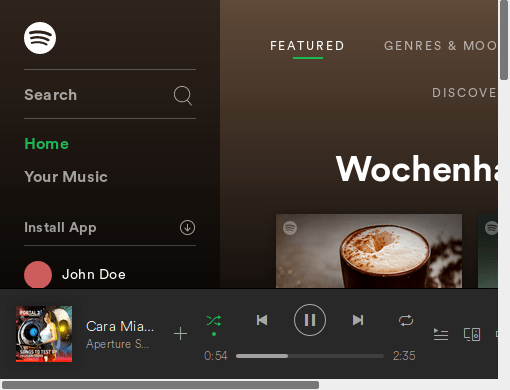 FEATURED
GENRES & MOO
Search
DISCOVE
Home
Your Music
Wochenha
Install App
John Doe
PORTAL 2
SONGS TO TEST
Cara Mia...
Aperture S...
0:54
2:35